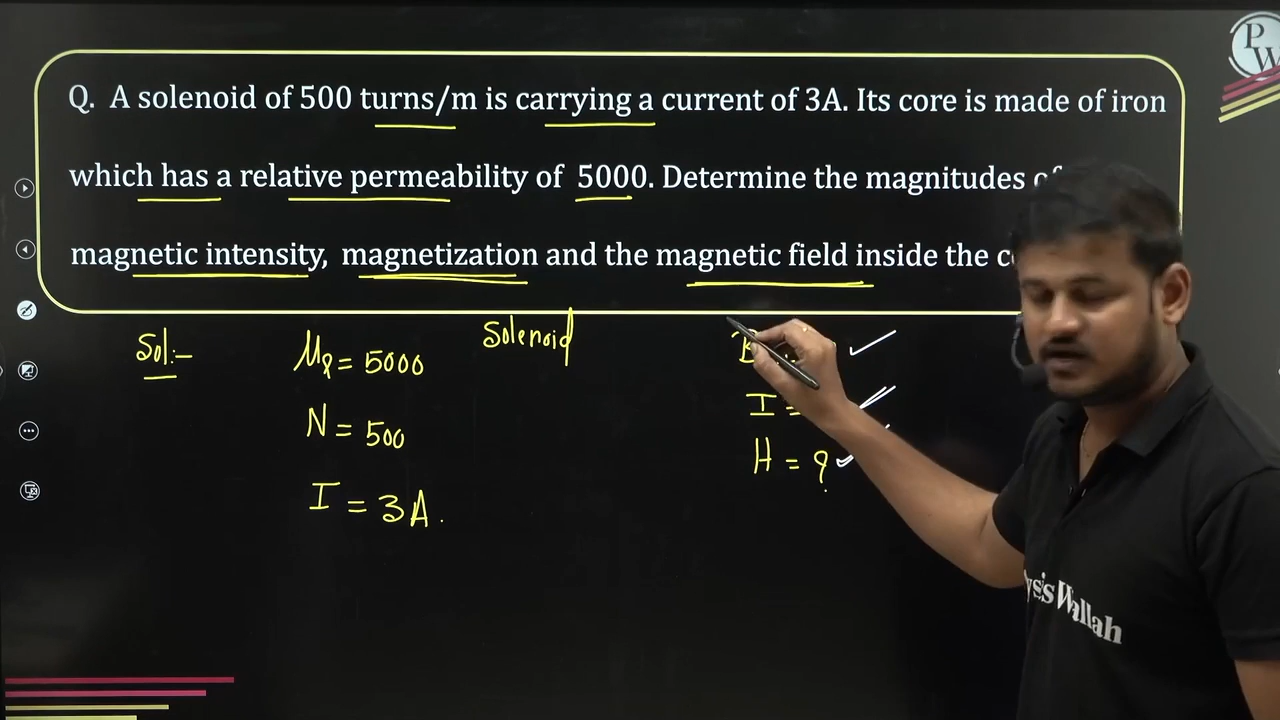 P
W
Q. A solenoid of 500 turns/m is carrying a current of 3A. Its core is made of iron
which has a relative permeability of 5000. Determine the magnitudes
magnetic intensity, magnetization and the magnetic field inside the
Sol:-
μr = 5000
Solenoid
N = 500
I =
H = ?
I = 3A.
ysis Wallah